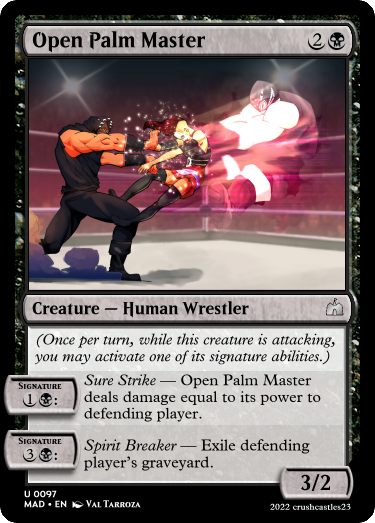 Open Palm Master 2
Creature — Human Wrestler
(Once per turn, while this creature is attacking,
you may activate one of its signature abilities.)
SIGNATURE
1 :
Sure Strike — Open Palm Master
deals damage equal to its power to
defending player.
SIGNATURE
3 :
Spirit Breaker — Exile defending
player's graveyard.
3/2
U 0097
MAD • EN VAL TARROZA
2022 crushcastles23